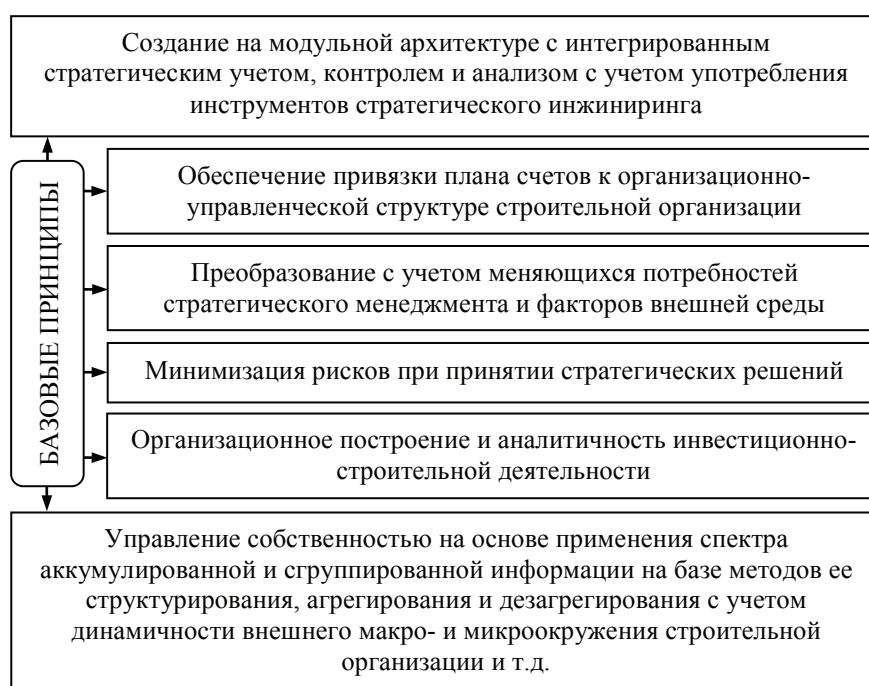 Создание на модульной архитектуре с интегрированным
стратегическим учетом, контролем и анализом с учетом употребления
инструментов стратегического инжиниринга
БАЗОВЫЕ ПРИНЦИПЫ
Обеспечение привязки плана счетов к организационно-
управленческой структуре строительной организации
Преобразование с учетом меняющихся потребностей
стратегического менеджмента и факторов внешней среды
Минимизация рисков при принятии стратегических решений
Организационное построение и аналитичность инвестиционно-
строительной деятельности
Управление собственностью на основе применения спектра
аккумулированной и сгруппированной информации на базе методов ее
структурирования, агрегирования и дезагрегирования с учетом
динамичности внешнего макро- и микроокружения строительной
организации и т.д.